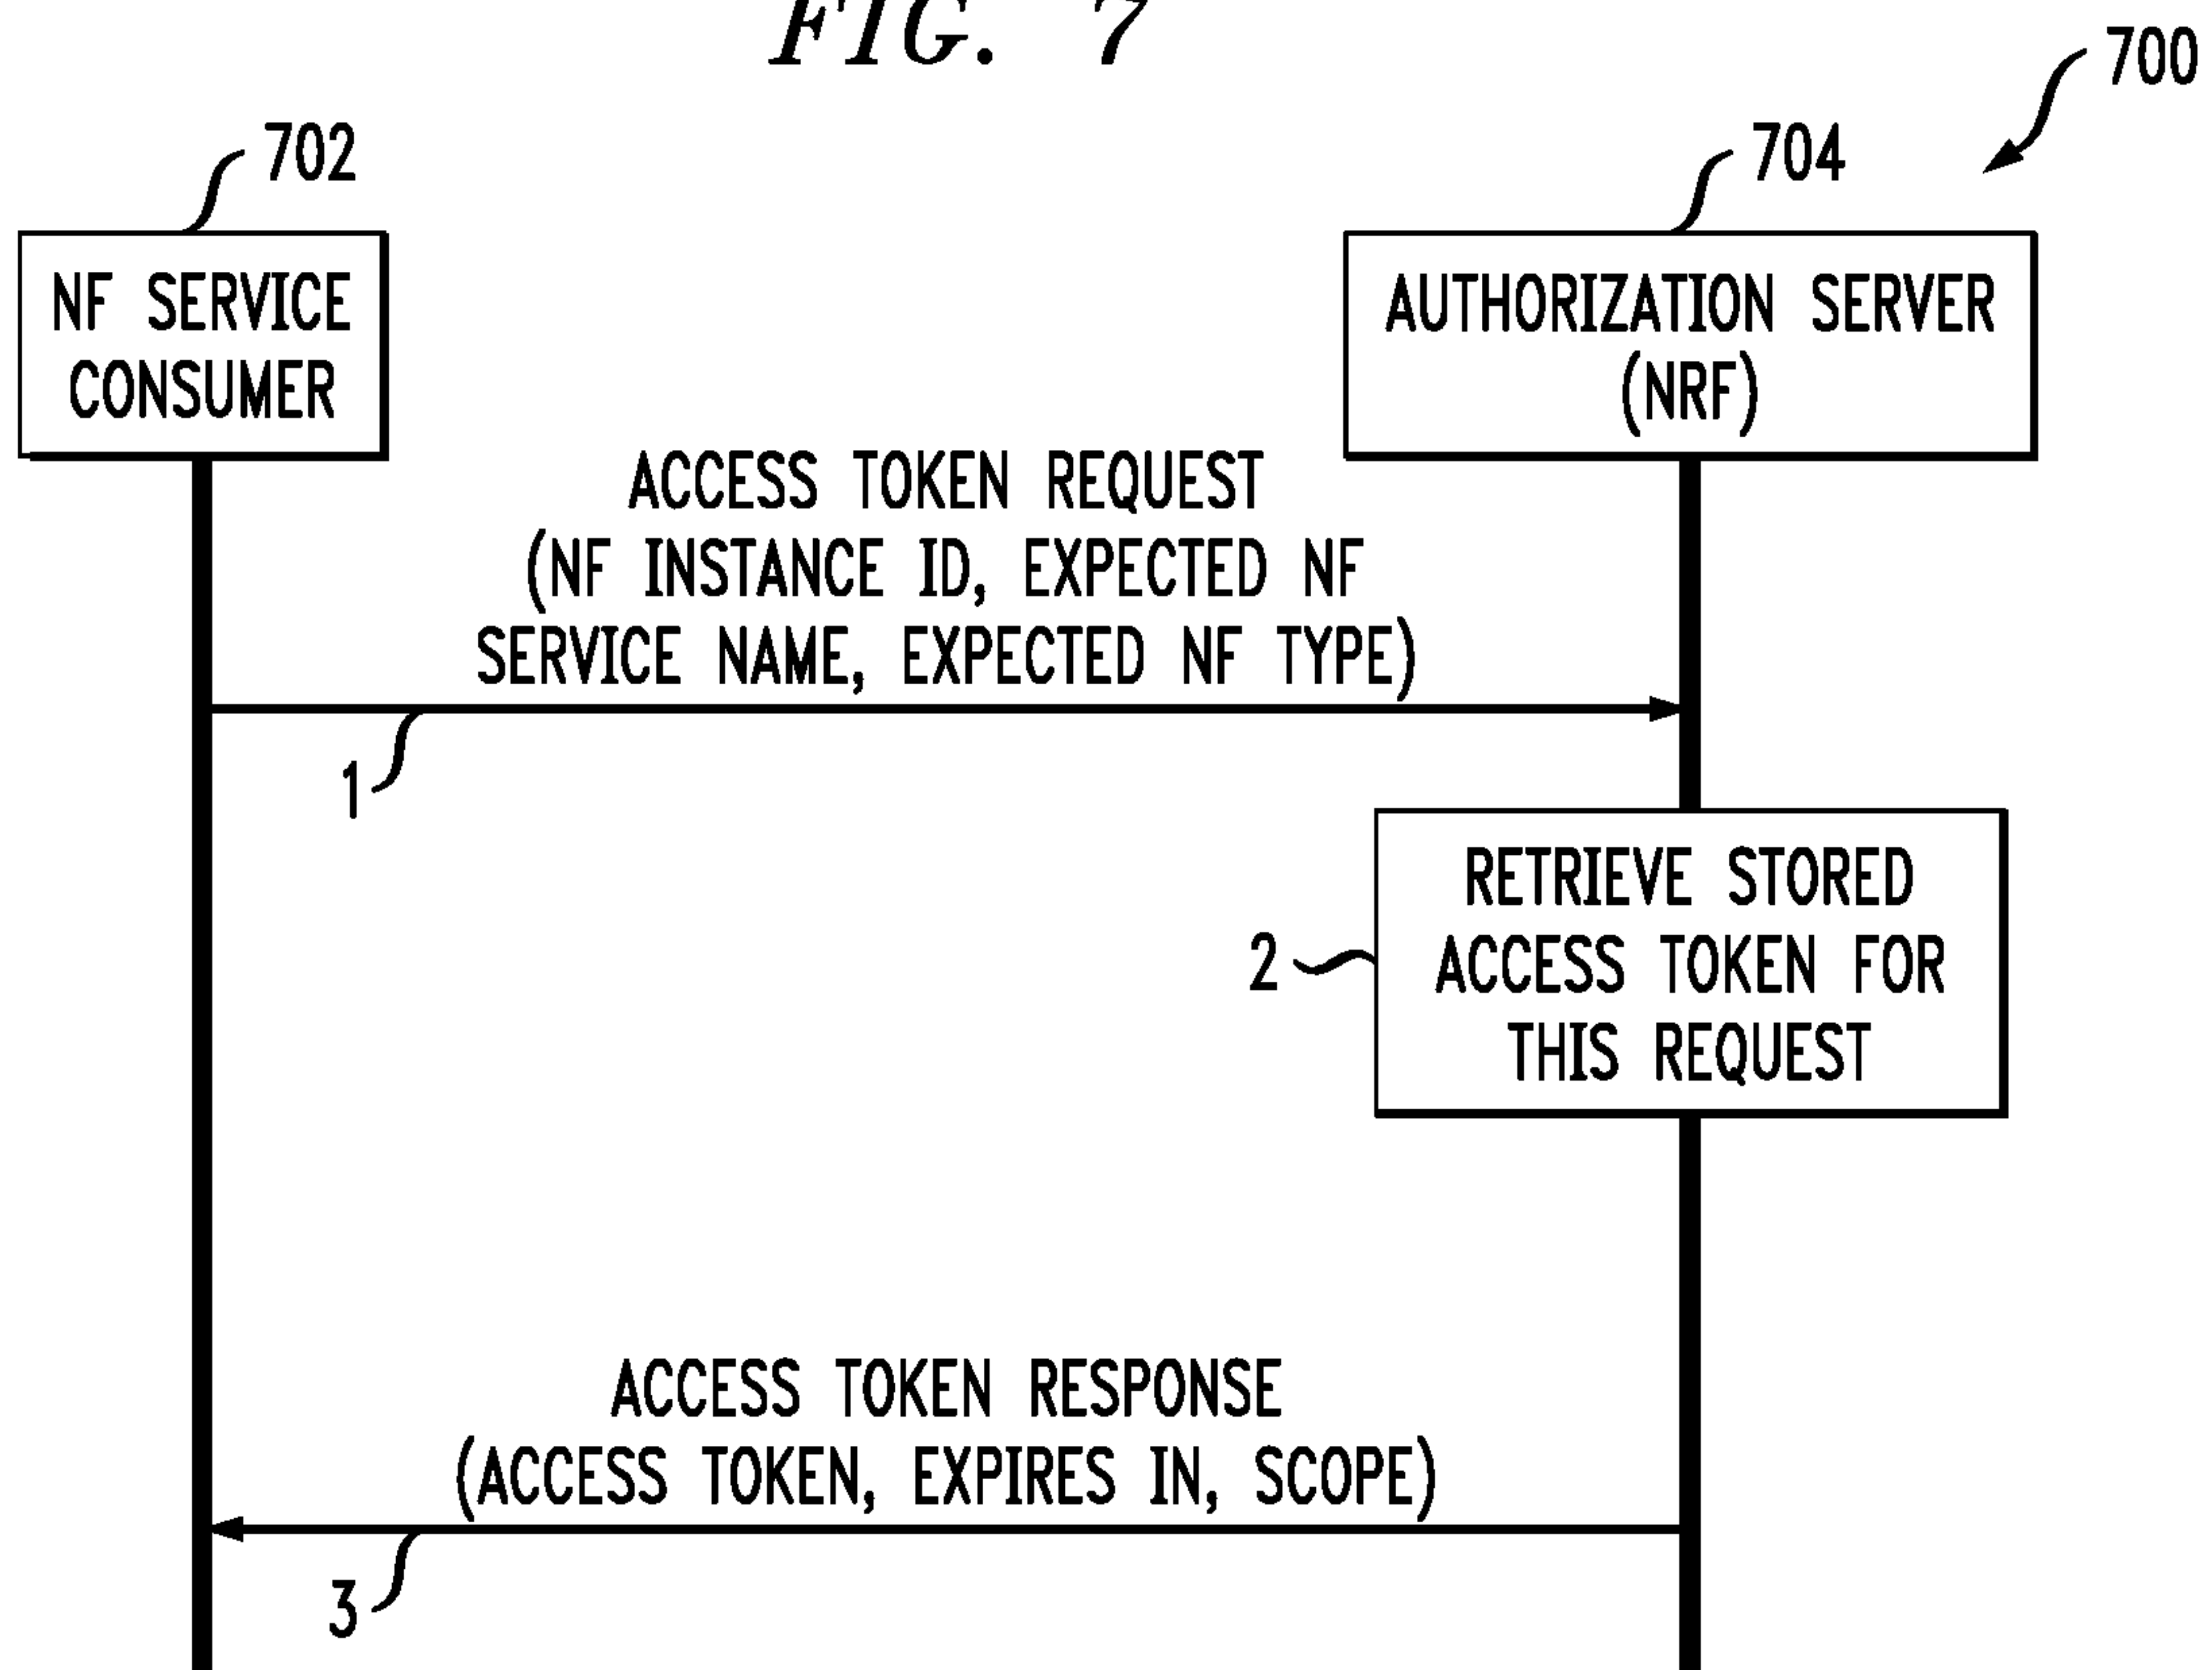 FIG. 7
700
702
704
NF SERVICE
CONSUMER
AUTHORIZATION SERVER
(NRF)
ACCESS TOKEN REQUEST
(NF INSTANCE ID, EXPECTED NF
SERVICE NAME, EXPECTED NF TYPE)
1
RETRIEVE STORED
ACCESS TOKEN FOR
THIS REQUEST
2
ACCESS TOKEN RESPONSE
(ACCESS TOKEN, EXPIRES IN, SCOPE)
3